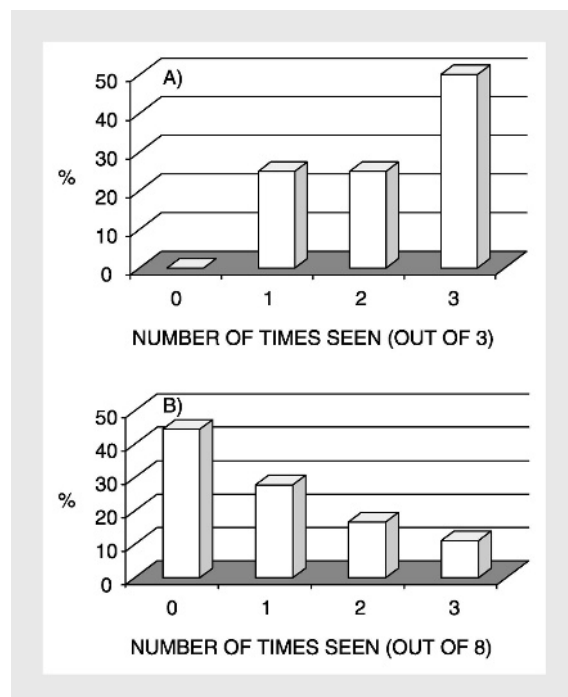 A)
50
40
30
%
20
10
0
0 1 2 3
NUMBER OF TIMES SEEN (OUT OF 3)
B)
50
40
30
%
20
10
0
0 1 2 3
NUMBER OF TIMES SEEN (OUT OF 8)